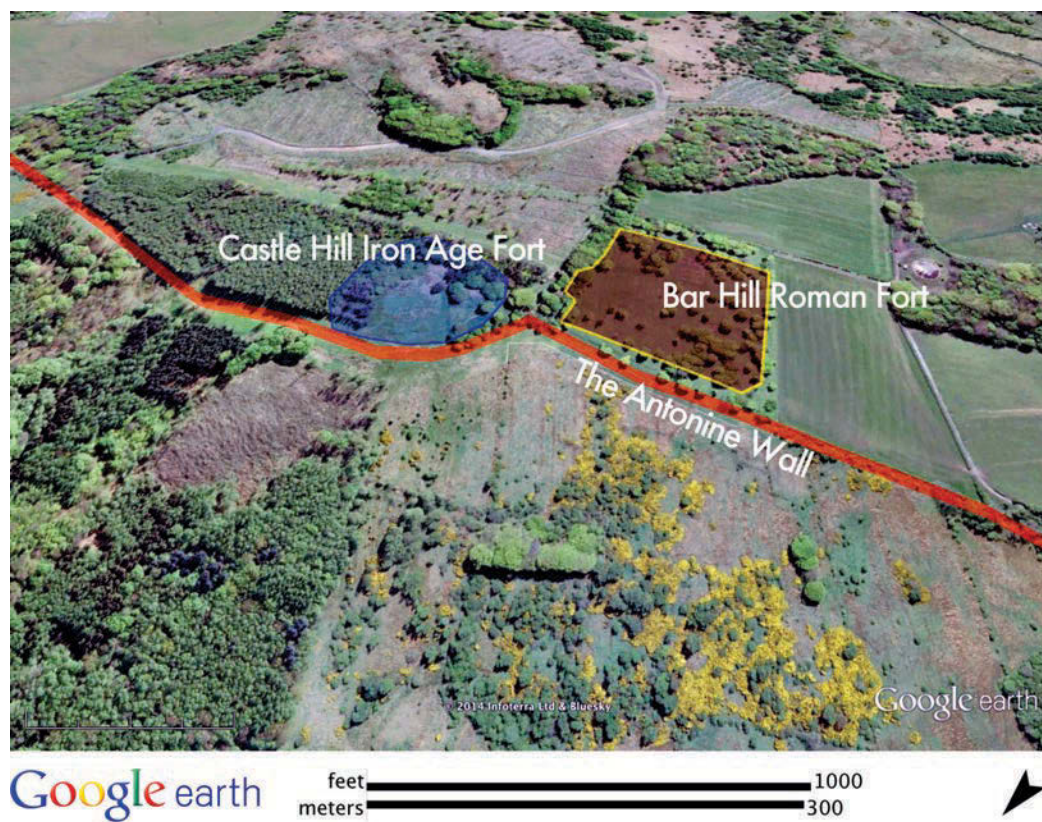 Castle Hill Iron Age Fort
Bar Hill Roman Fort
The Antonine Wall
© 2014 Infoterra Ltd & Bluesky
Google earth
Google earth
feet 1000
meters 300